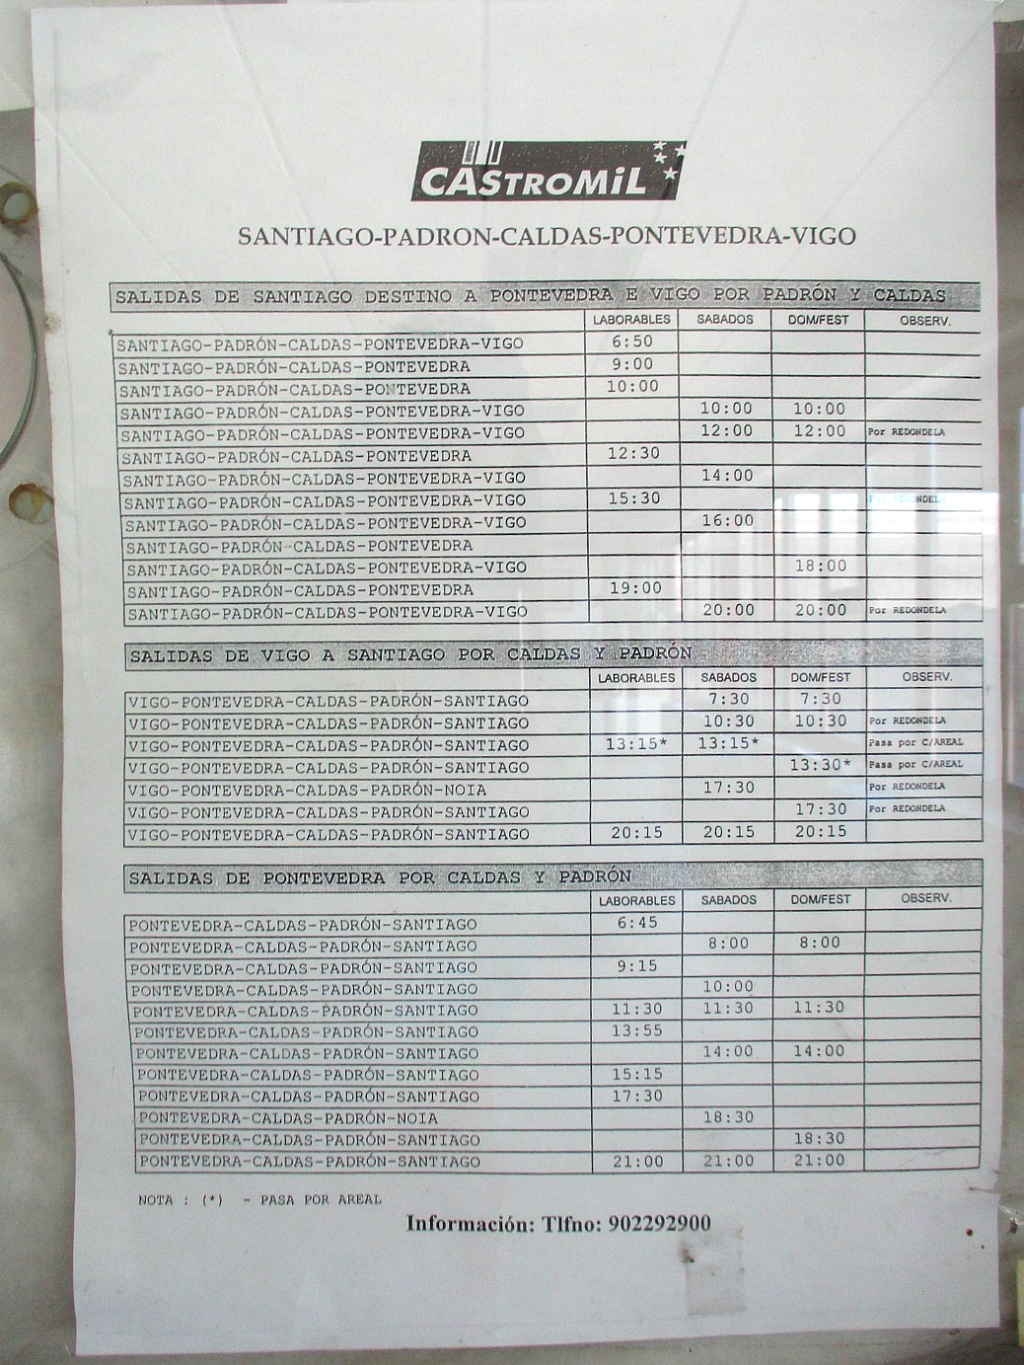 CASTROMIL
SANTIAGO-PADRON-CALDAS-PONTEVEDRA-VIGO
SALIDAS DE SANTIAGO DESTINO A PONTEVEDRA E VIGO POR PADRÓN Y CALDAS
LABORABLES SABADOS DOM/FEST OBSERV.
SANTIAGO-PADRÓN-CALDAS-PONTEVEDRA-VIGO 6:50
SANTIAGO-PADRÓN-CALDAS-PONTEVEDRA 9:00
SANTIAGO-PADRÓN-CALDAS-PONTEVEDRA 10:00
SANTIAGO-PADRÓN-CALDAS-PONTEVEDRA-VIGO 10:00 10:00
SANTIAGO-PADRÓN-CALDAS-PONTEVEDRA-VIGO 12:00 12:00 Por REDONDELA
SANTIAGO-PADRÓN-CALDAS-PONTEVEDRA 12:30
SANTIAGO-PADRÓN-CALDAS-PONTEVEDRA-VIGO 14:00
SANTIAGO-PADRÓN-CALDAS-PONTEVEDRA-VIGO 15:30 Por REDONDEL
SANTIAGO-PADRÓN-CALDAS-PONTEVEDRA-VIGO 16:00
SANTIAGO-PADRÓN-CALDAS-PONTEVEDRA
SANTIAGO-PADRÓN-CALDAS-PONTEVEDRA-VIGO 18:00
SANTIAGO-PADRÓN-CALDAS-PONTEVEDRA 19:00
SANTIAGO-PADRÓN-CALDAS-PONTEVEDRA-VIGO 20:00 20:00 Por REDONDELA
SALIDAS DE VIGO A SANTIAGO POR CALDAS Y PADRÓN
LABORABLES SABADOS DOM/FEST OBSERV.
VIGO-PONTEVEDRA-CALDAS-PADRÓN-SANTIAGO 7:30 7:30
VIGO-PONTEVEDRA-CALDAS-PADRÓN-SANTIAGO 10:30 10:30 Por REDONDELA
VIGO-PONTEVEDRA-CALDAS-PADRÓN-SANTIAGO 13:15* 13:15* Pasa por C/AREAL
VIGO-PONTEVEDRA-CALDAS-PADRÓN-SANTIAGO 13:30* Pasa por C/AREAL
VIGO-PONTEVEDRA-CALDAS-PADRÓN-NOIA 17:30 Por REDONDELA
VIGO-PONTEVEDRA-CALDAS-PADRÓN-SANTIAGO 17:30 Por REDONDELA
VIGO-PONTEVEDRA-CALDAS-PADRÓN-SANTIAGO 20:15 20:15 20:15
SALIDAS DE PONTEVEDRA POR CALDAS Y PADRÓN
LABORABLES SABADOS DOM/FEST OBSERV.
PONTEVEDRA-CALDAS-PADRÓN-SANTIAGO 6:45
PONTEVEDRA-CALDAS-PADRÓN-SANTIAGO 8:00 8:00
PONTEVEDRA-CALDAS-PADRÓN-SANTIAGO 9:15
PONTEVEDRA-CALDAS-PADRÓN-SANTIAGO 10:00
PONTEVEDRA-CALDAS-PADRÓN-SANTIAGO 11:30 11:30 11:30
PONTEVEDRA-CALDAS-PADRÓN-SANTIAGO 13:55
PONTEVEDRA-CALDAS-PADRÓN-SANTIAGO 14:00 14:00
PONTEVEDRA-CALDAS-PADRÓN-SANTIAGO 15:15
PONTEVEDRA-CALDAS-PADRÓN-SANTIAGO 17:30
PONTEVEDRA-CALDAS-PADRÓN-NOIA 18:30
PONTEVEDRA-CALDAS-PADRÓN-SANTIAGO 18:30
PONTEVEDRA-CALDAS-PADRÓN-SANTIAGO 21:00 21:00 21:00
NOTA : (*) - PASA POR AREAL
Información: Tlfno: 902292900